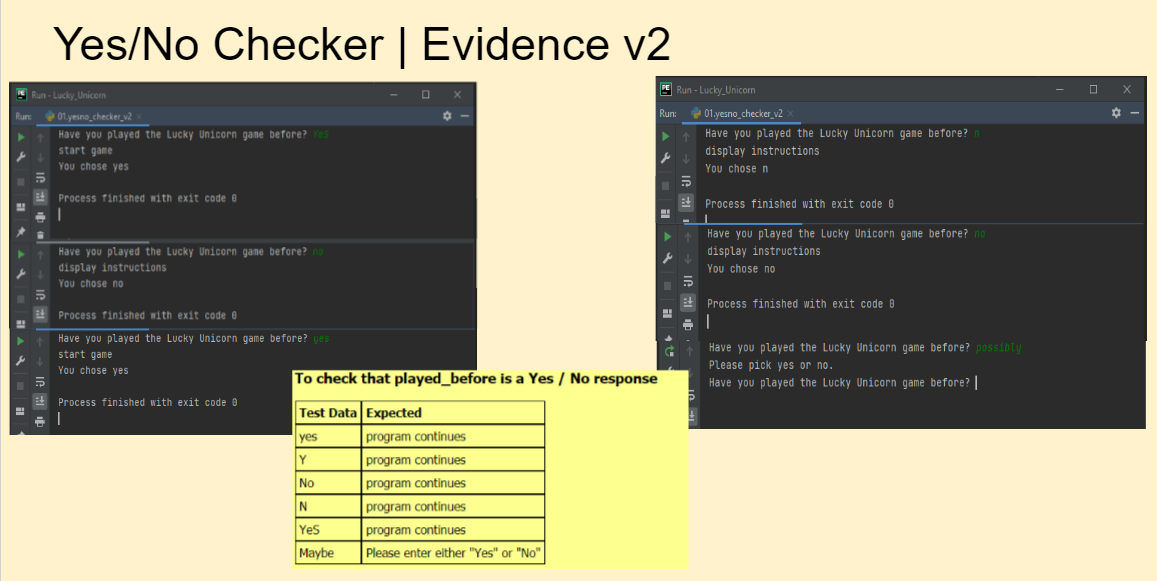 Yes/No Checker | Evidence v2
Run - Lucky_Unicorn
Run: 01.yesno_checker_v2
Have you played the Lucky Unicorn game before? YeS
start game
You chose yes
Process finished with exit code 0
Have you played the Lucky Unicorn game before? no
display instructions
You chose no
Process finished with exit code 0
Have you played the Lucky Unicorn game before? yes
start game
You chose yes
Process finished with exit code 0
Run - Lucky_Unicorn
Run: 01.yesno_checker_v2
Have you played the Lucky Unicorn game before? n
display instructions
You chose n
Process finished with exit code 0
Have you played the Lucky Unicorn game before? no
display instructions
You chose no
Process finished with exit code 0
Have you played the Lucky Unicorn game before? possibly
Please pick yes or no.
Have you played the Lucky Unicorn game before?
To check that played_before is a Yes / No response
Test Data Expected
yes program continues
Y program continues
No program continues
N program continues
YeS program continues
Maybe Please enter either "Yes" or "No"